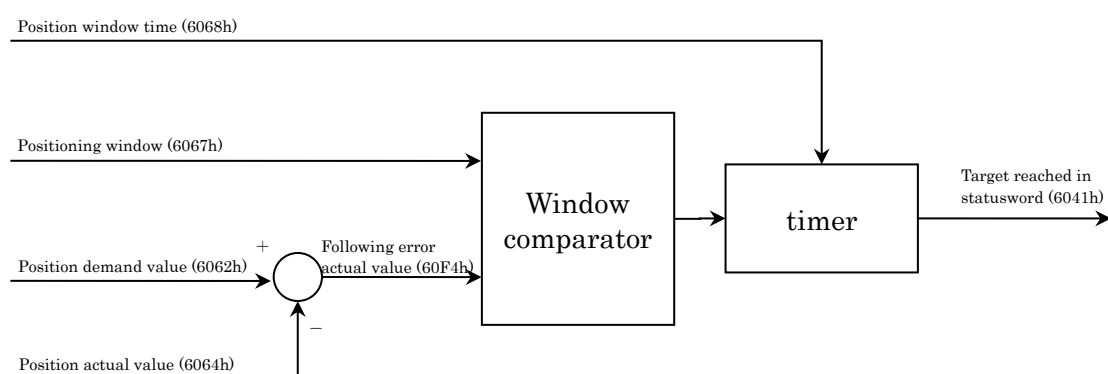 Position window time (6068h)
Positioning window (6067h)
Window
comparator
timer
Target reached in
statusword (6041h)
+
Following error
actual value (60F4h)
Position demand value (6062h)
−
Position actual value (6064h)